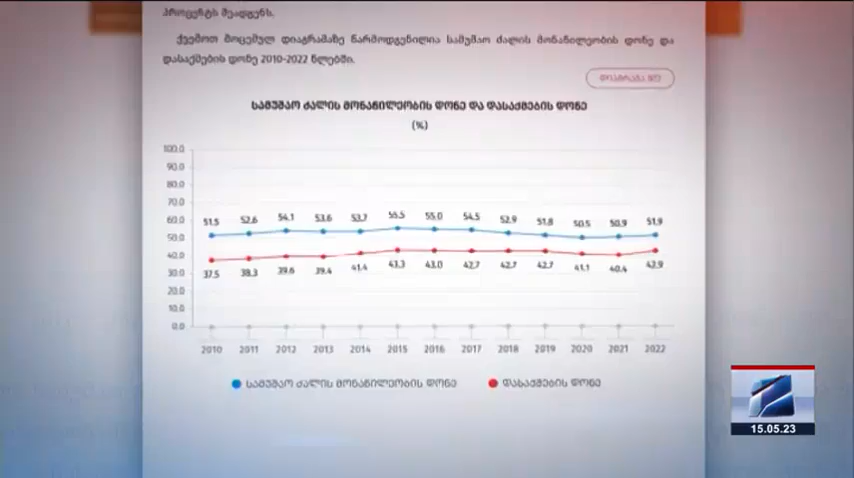 პროცენტს შეადგენს.
ქვემოთ მოცემულ დიაგრამაზე წარმოდგენილია სამუშაო ძალის მონაწილეობის დონე და
დასაქმების დონე 2010-2022 წლებში.
დიაგრამა №2
სამუშაო ძალის მონაწილეობის დონე და დასაქმების დონე
(%)
100.0
90.0
80.0
70.0
60.0
50.0
40.0
30.0
20.0
10.0
0.0
51.5 52.6 54.1 53.6 53.7 55.5 55.0 54.5 52.9 51.8 50.5 50.9 51.9
37.5 38.3 39.6 39.4 41.4 43.3 43.0 42.7 42.7 42.7 41.1 40.4 42.9
2010 2011 2012 2013 2014 2015 2016 2017 2018 2019 2020 2021 2022
სამუშაო ძალის მონაწილეობის დონე დასაქმების დონე
15.05.23